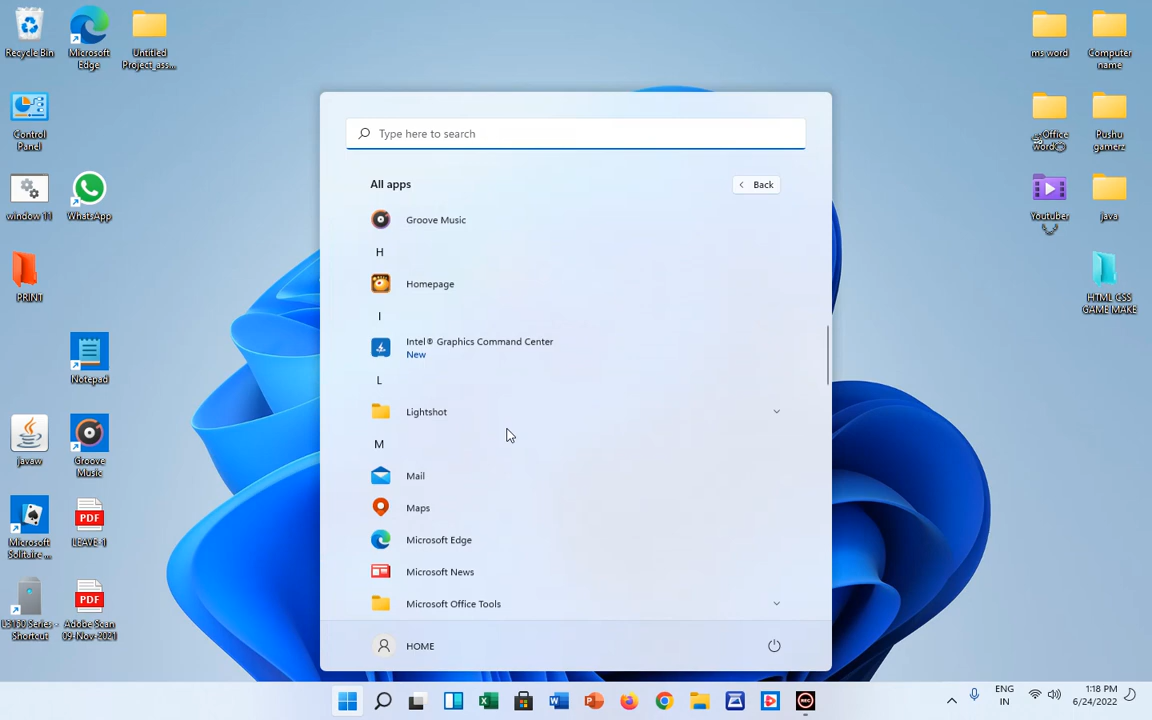 Recycle Bin
Microsoft
Edge
Untitled
Project_ass...
Control
Panel
window 11
WhatsApp
PRINT
Notepad
javaw
Groove
Music
Microsoft
Solitaire ...
LEAVE-1
Shortcut
Adobe Scan
09-Nov-2021
Type here to search
All apps
Back
Groove Music
H
Homepage
I
Intel® Graphics Command Center
New
L
Lightshot
M
Mail
Maps
Microsoft Edge
Microsoft News
Microsoft Office Tools
HOME
ms word
Computer
name
Office
Pushu
gamerz
Youtuber
java
HTML CSS
GAME MAKE
REC
ENG
IN
1:18 PM
6/24/2022